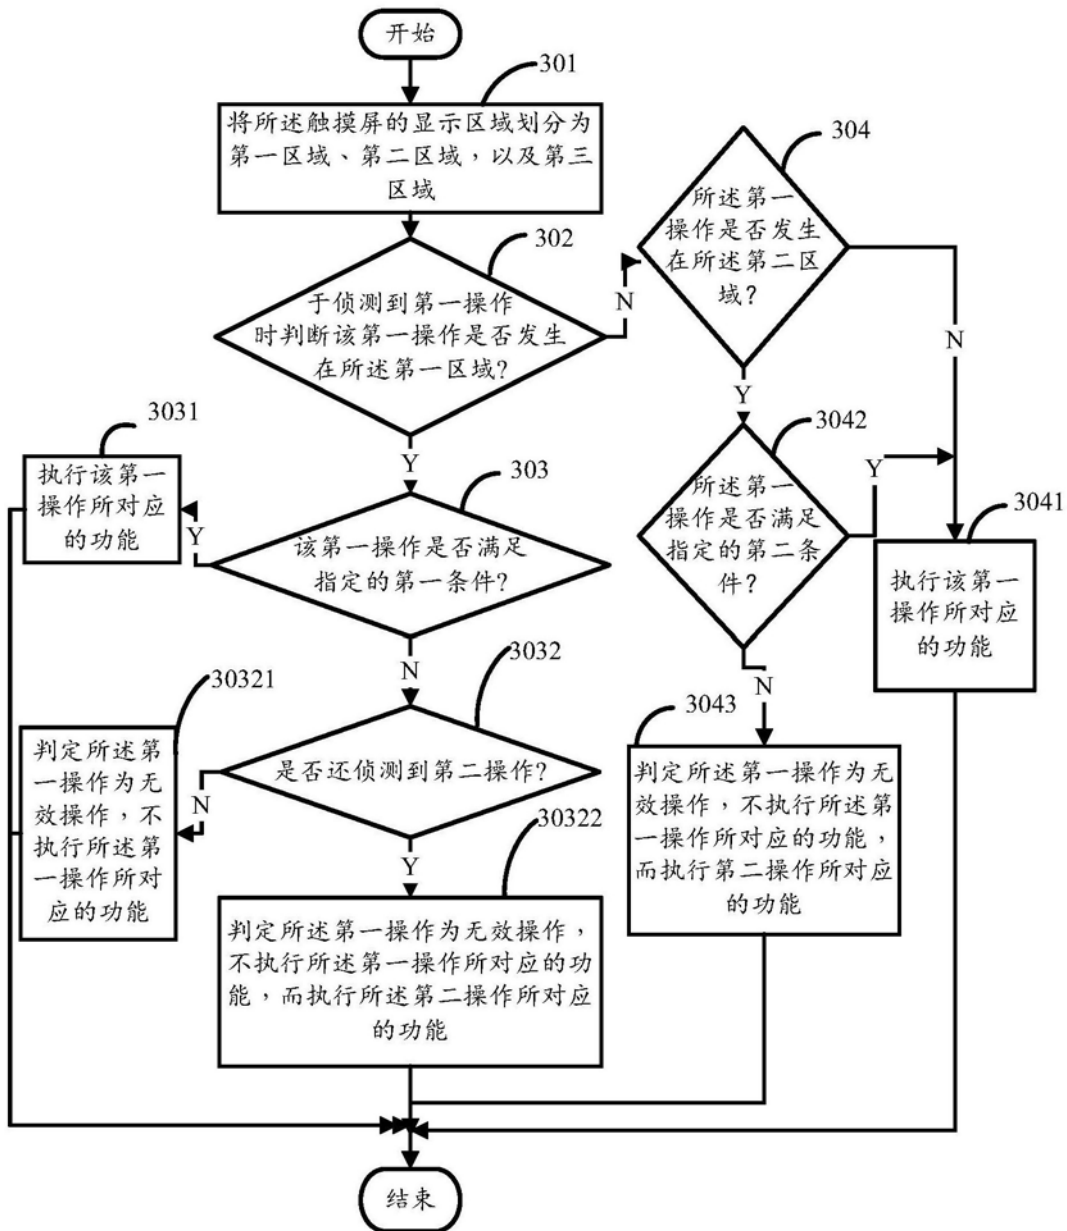 开始
301
将所述触摸屏的显示区域划分为
第一区域、第二区域,以及第三
区域
302
于侦测到第一操作
时判断该第一操作是否发生
在所述第一区域?
N
304
所述第一
操作是否发生
在所述第二区
域?
N
Y
Y
3031
执行该第一
操作所对应
的功能
Y
303
该第一操作是否满足
指定的第一条件?
3042
所述第一
操作是否满足
指定的第二条
件?
Y
3041
执行该第一
操作所对应
的功能
N
N
30321
判定所述第
一操作为无
效操作,不
执行所述第
一操作所对
应的功能
N
3032
是否还侦测到第二操作?
Y
3043
判定所述第一操作为无
效操作,不执行所述第
一操作所对应的功能,
而执行第二操作所对应
的功能
30322
判定所述第一操作为无效操作,
不执行所述第一操作所对应的功
能,而执行所述第二操作所对应
的功能
结束